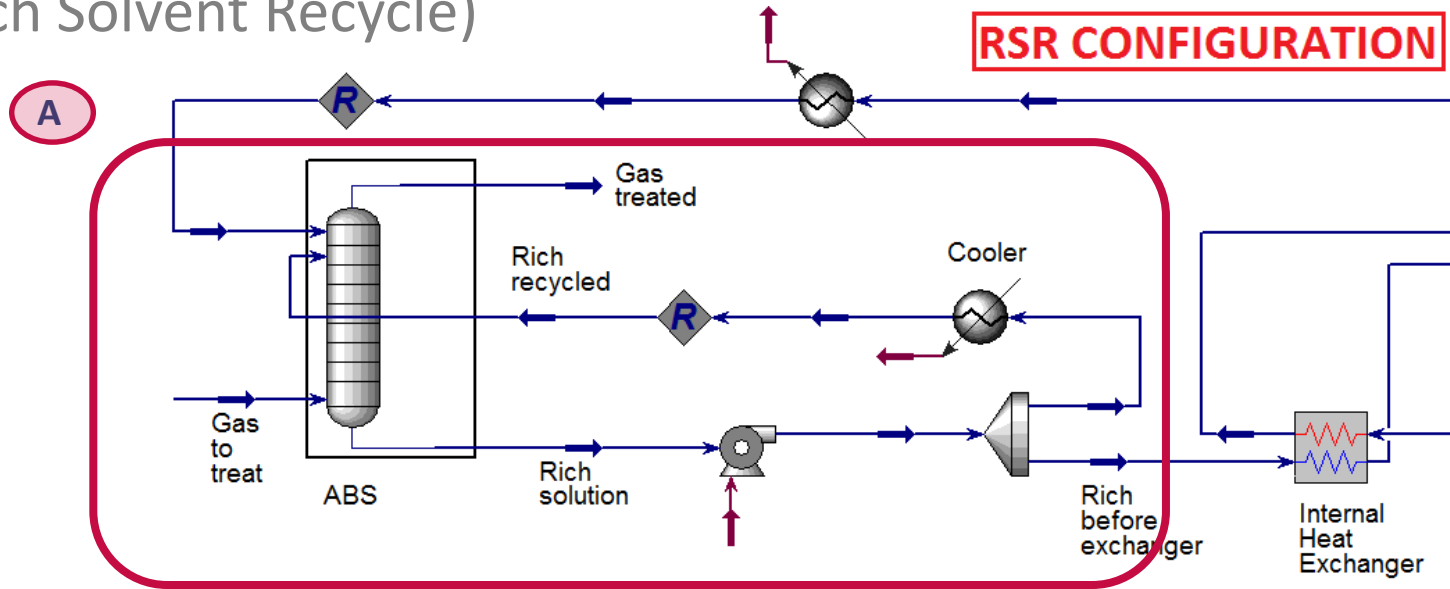 ch Solvent Recycle)
RSR CONFIGURATION
A
R
Gas
treated
Rich
recycled
Cooler
R
Gas
to
treat
ABS
Rich
solution
Rich
before
exchanger
Internal
Heat
Exchanger